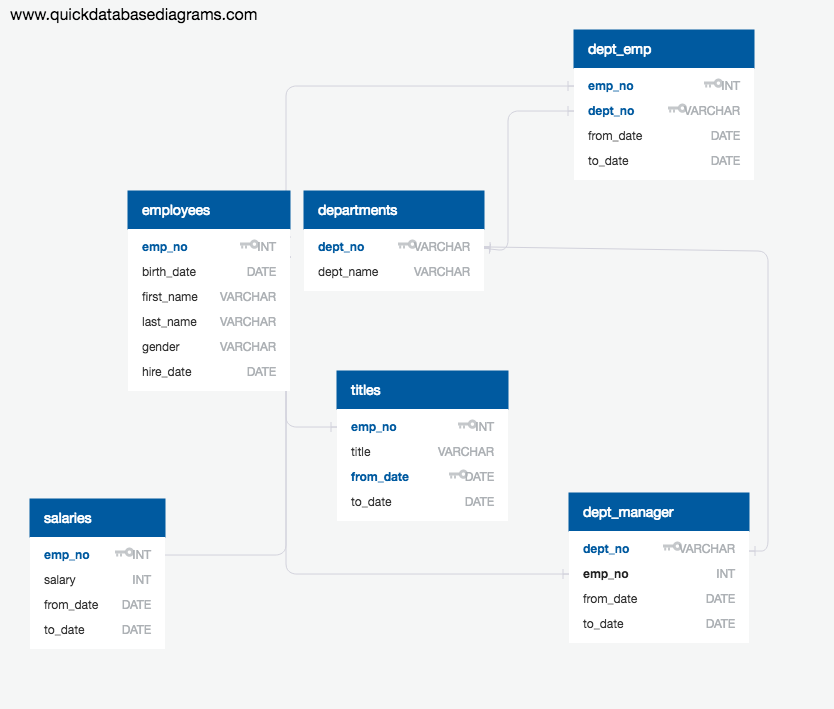 www.quickdatabasediagrams.com
dept_emp
emp_no INT
dept_no VARCHAR
from_date DATE
to_date DATE
employees
emp_no INT
birth_date DATE
first_name VARCHAR
last_name VARCHAR
gender VARCHAR
hire_date DATE
departments
dept_no VARCHAR
dept_name VARCHAR
titles
emp_no INT
title VARCHAR
from_date DATE
to_date DATE
salaries
emp_no INT
salary INT
from_date DATE
to_date DATE
dept_manager
dept_no VARCHAR
emp_no INT
from_date DATE
to_date DATE